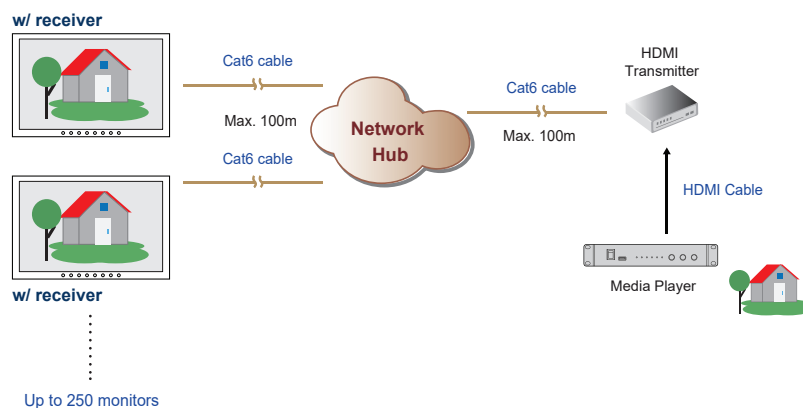 w/ receiver
Cat6 cable
Max. 100m
Cat6 cable
w/ receiver
Up to 250 monitors
Network
Hub
Cat6 cable
Max. 100m
HDMI
Transmitter
HDMI Cable
Media Player